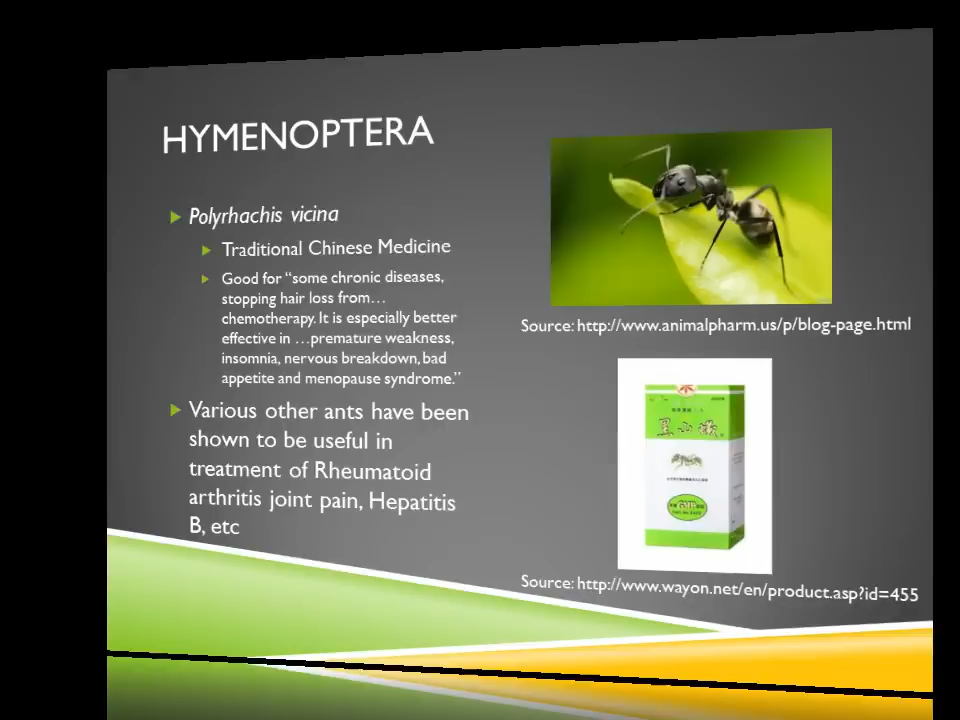 HYMENOPTERA
Polyrhachis vicina
Traditional Chinese Medicine
Good for “some chronic diseases,
stopping hair loss from…
chemotherapy. It is especially better
effective in …premature weakness,
insomnia, nervous breakdown, bad
appetite and menopause syndrome.”
Various other ants have been
shown to be useful in
treatment of Rheumatoid
arthritis joint pain, Hepatitis
B, etc
Source: http://www.animalpharm.us/p/blog-page.html
Source: http://www.wayon.net/en/product.asp?id=455